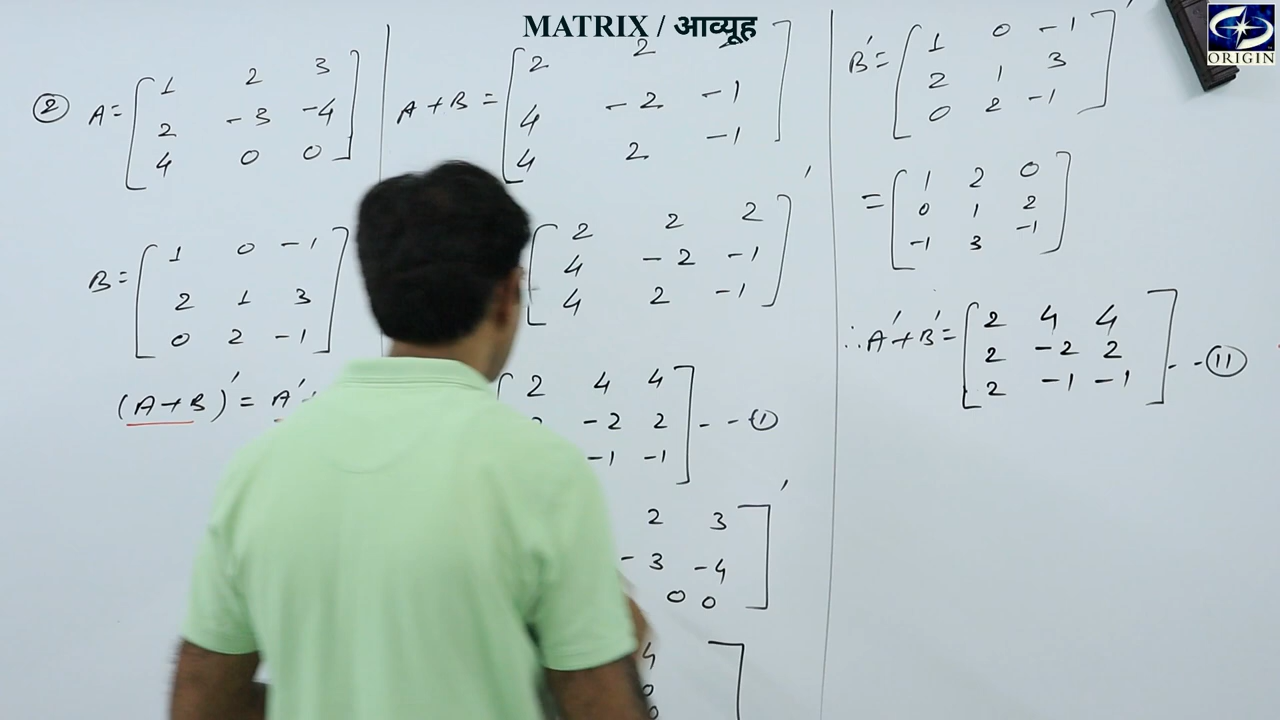 MATRIX / आव्यूह
ORIGIN
② A = [ 1 2 3
2 -3 -4
4 0 0 ]
B = [ 1 0 -1
2 1 3
0 2 -1 ]
(A+B)' = A'
A+B = [ 2 2
4 -2 -1
4 2 -1 ]
[ 2 2 2
4 -2 -1
4 2 -1 ]'
[ 2 4 4
-2 2
-1 -1 ] - - ①
2 3 ]'
-3 -4
0 0
4 ]
0
0
B' = [ 1 0 -1
2 1 3
0 2 -1 ]'
= [ 1 2 0
0 1 2
-1 3 -1 ]
∴ A'+B' = [ 2 4 4
2 -2 2
2 -1 -1 ] - - ⑪